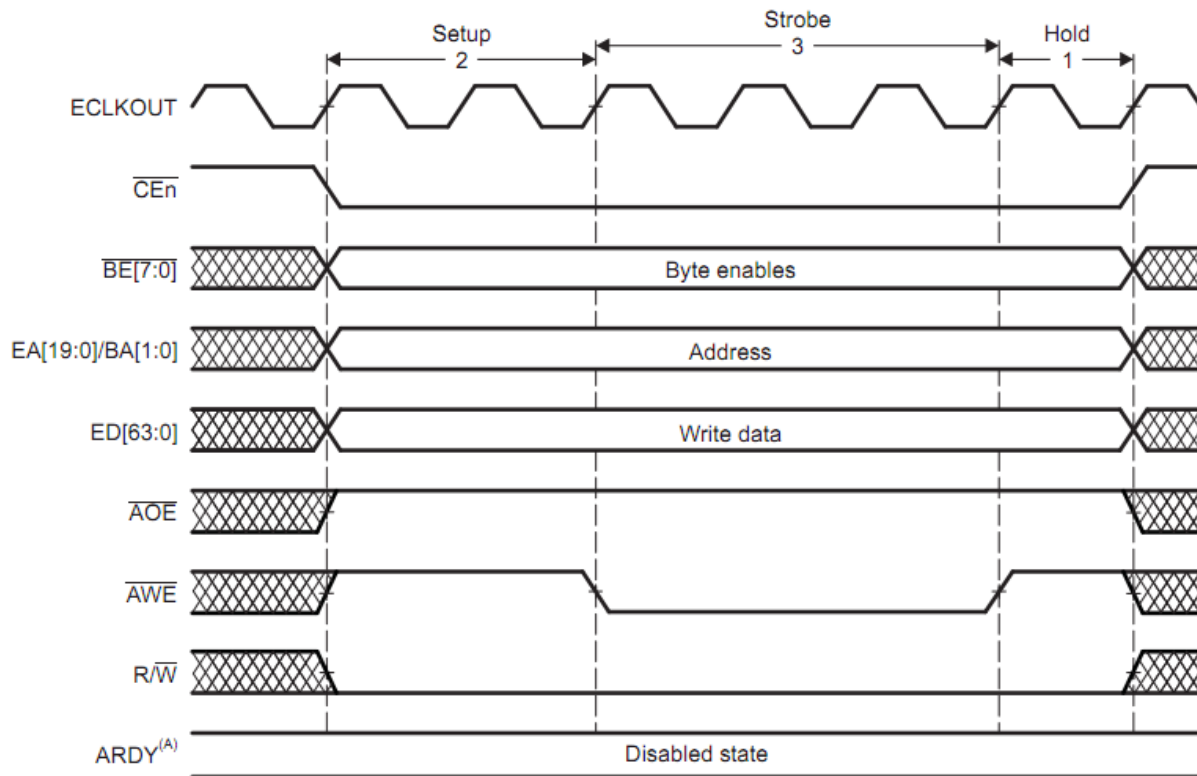 Setup
2
Strobe
3
Hold
1
ECLKOUT
CEn
BE[7:0]
Byte enables
EA[19:0]/BA[1:0]
Address
ED[63:0]
Write data
AOE
AWE
R/W
ARDY(A)
Disabled state